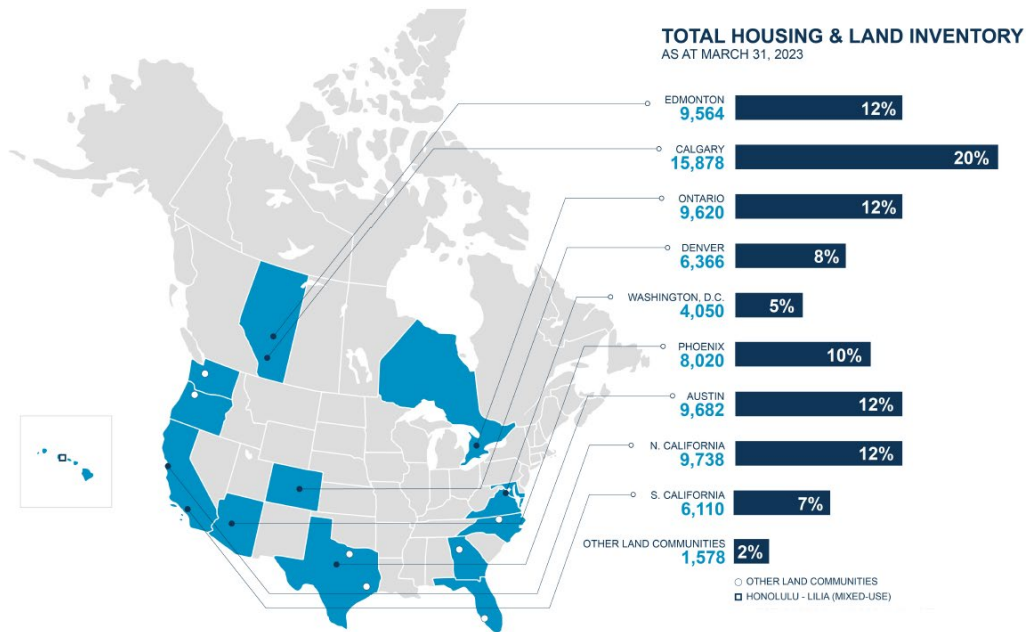 TOTAL HOUSING & LAND INVENTORY
AS AT MARCH 31, 2023
EDMONTON
9,564
12%
CALGARY
15,878
20%
ONTARIO
9,620
12%
DENVER
6,366
8%
WASHINGTON, D.C.
4,050
5%
PHOENIX
8,020
10%
AUSTIN
9,682
12%
N. CALIFORNIA
9,738
12%
S. CALIFORNIA
6,110
7%
OTHER LAND COMMUNITIES
1,578
2%
OTHER LAND COMMUNITIES
HONOLULU - LILIA (MIXED-USE)